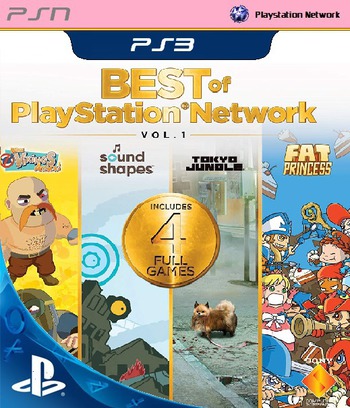 PSN
Playstation Network
PS3
BEST of
PlayStation®Network
VOL. 1
sound
shapes™
TOKYO
JUNGLE
FAT
PRINCESS
INCLUDES
4
FULL
GAMES
SONY